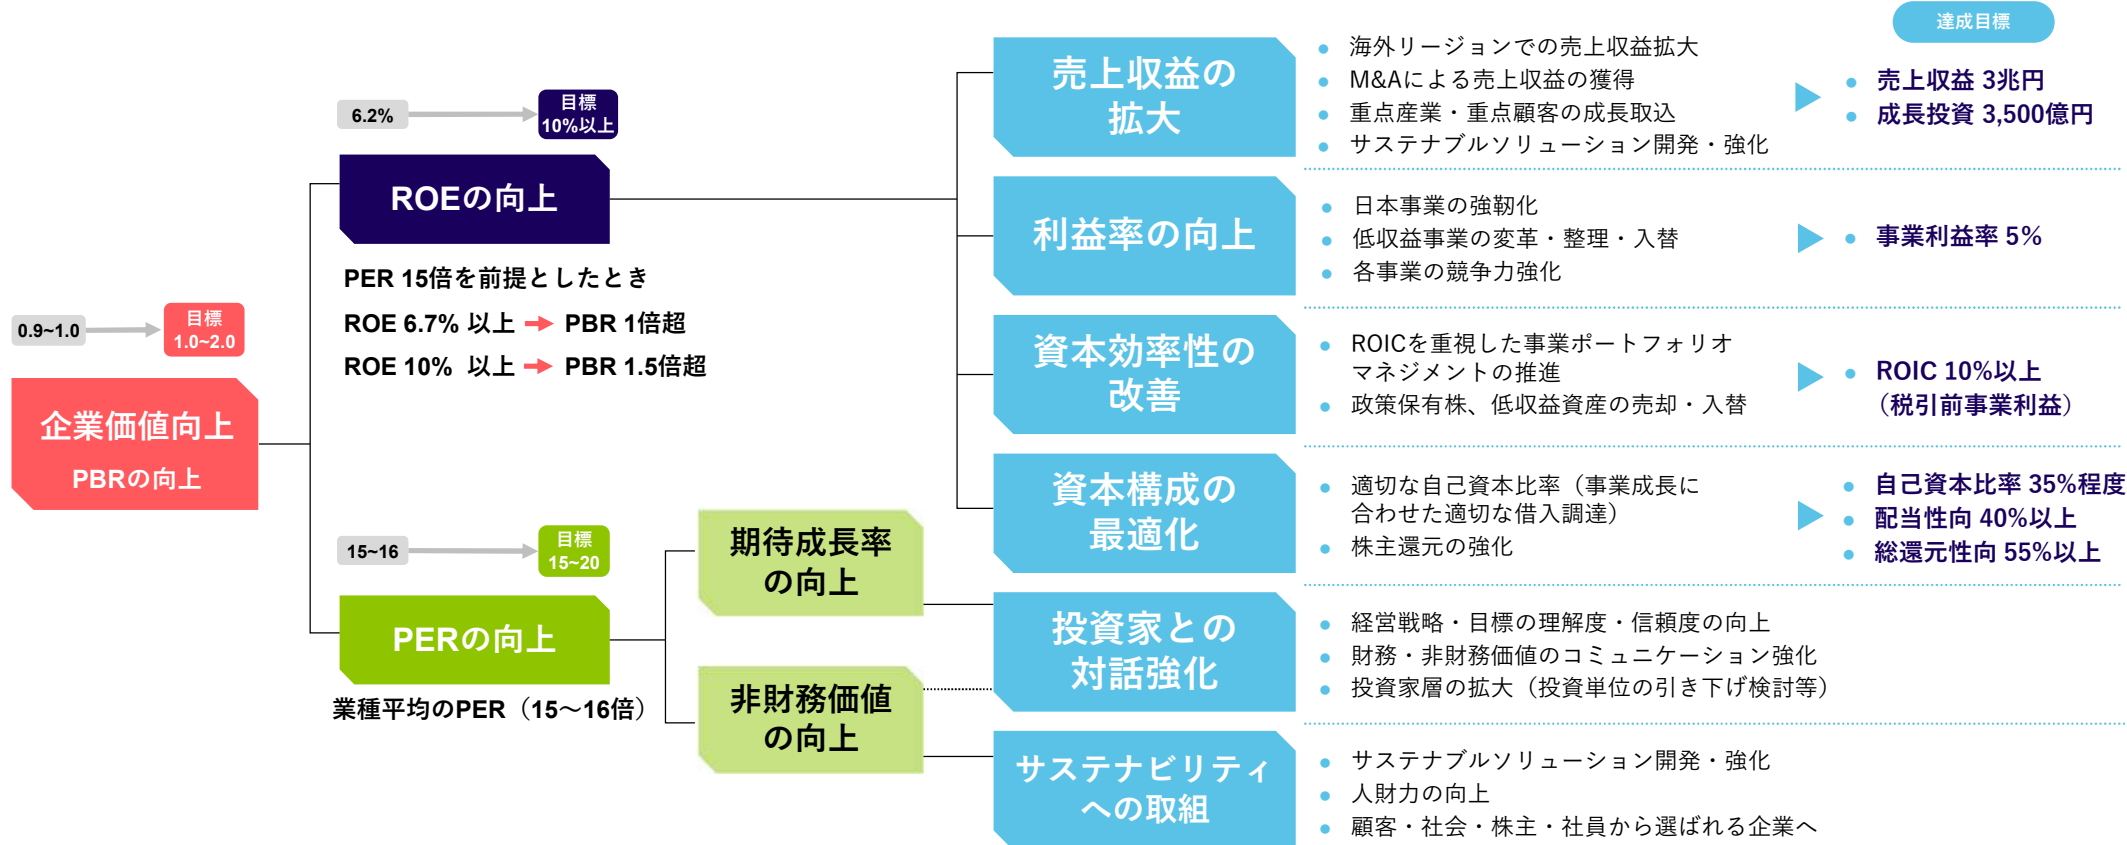 達成目標
0.9~1.0
目標
1.0~2.0
企業価値向上
PBRの向上
6.2%
目標
10%以上
ROEの向上
PER 15倍を前提としたとき
ROE 6.7% 以上 → PBR 1倍超
ROE 10% 以上 → PBR 1.5倍超
15~16
目標
15~20
PERの向上
業種平均のPER（15～16倍）
期待成長率
の向上
非財務価値
の向上
売上収益の
拡大
● 海外リージョンでの売上収益拡大
● M&Aによる売上収益の獲得
● 重点産業・重点顧客の成長取込
● サステナブルソリューション開発・強化
● 売上収益 3兆円
● 成長投資 3,500億円
利益率の向上
● 日本事業の強靭化
● 低収益事業の変革・整理・入替
● 各事業の競争力強化
● 事業利益率 5%
資本効率性の
改善
● ROICを重視した事業ポートフォリオ
マネジメントの推進
● 政策保有株、低収益資産の売却・入替
● ROIC 10%以上
（税引前事業利益）
資本構成の
最適化
● 適切な自己資本比率（事業成長に
合わせた適切な借入調達）
● 株主還元の強化
● 自己資本比率 35%程度
● 配当性向 40%以上
● 総還元性向 55%以上
投資家との
対話強化
● 経営戦略・目標の理解度・信頼度の向上
● 財務・非財務価値のコミュニケーション強化
● 投資家層の拡大（投資単位の引き下げ検討等）
サステナビリティ
への取組
● サステナブルソリューション開発・強化
● 人財力の向上
● 顧客・社会・株主・社員から選ばれる企業へ